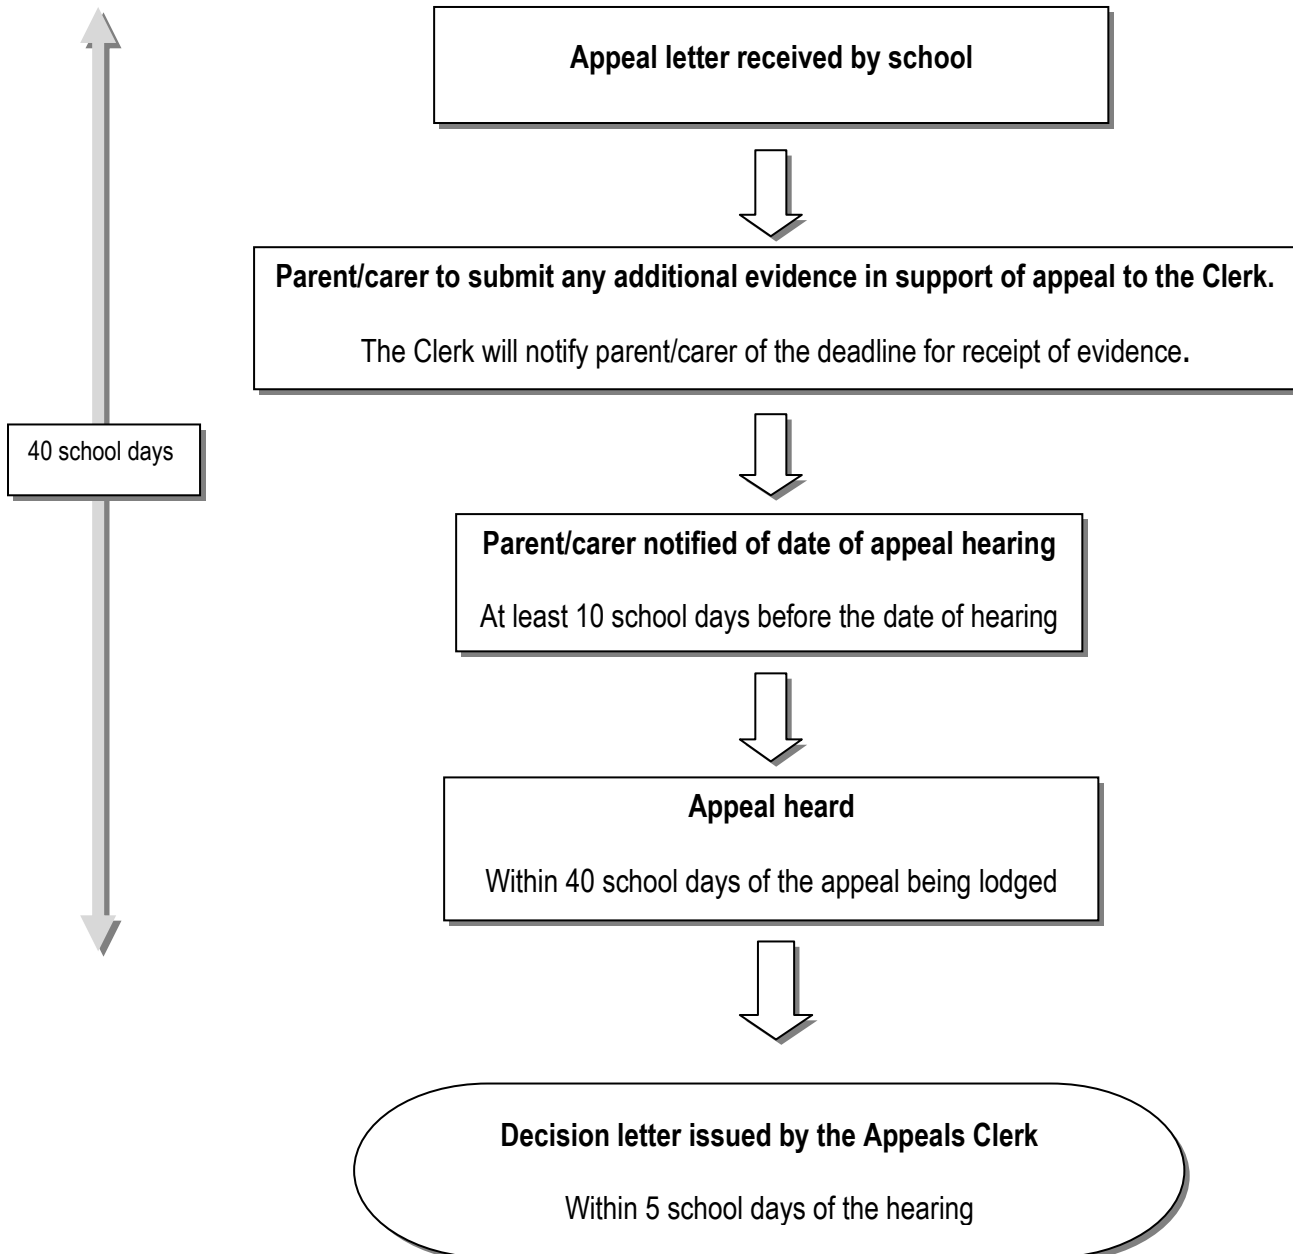 Appeal letter received by school
Parent/carer to submit any additional evidence in support of appeal to the Clerk.
The Clerk will notify parent/carer of the deadline for receipt of evidence.
40 school days
Parent/carer notified of date of appeal hearing
At least 10 school days before the date of hearing
Appeal heard
Within 40 school days of the appeal being lodged
Decision letter issued by the Appeals Clerk
Within 5 school days of the hearing